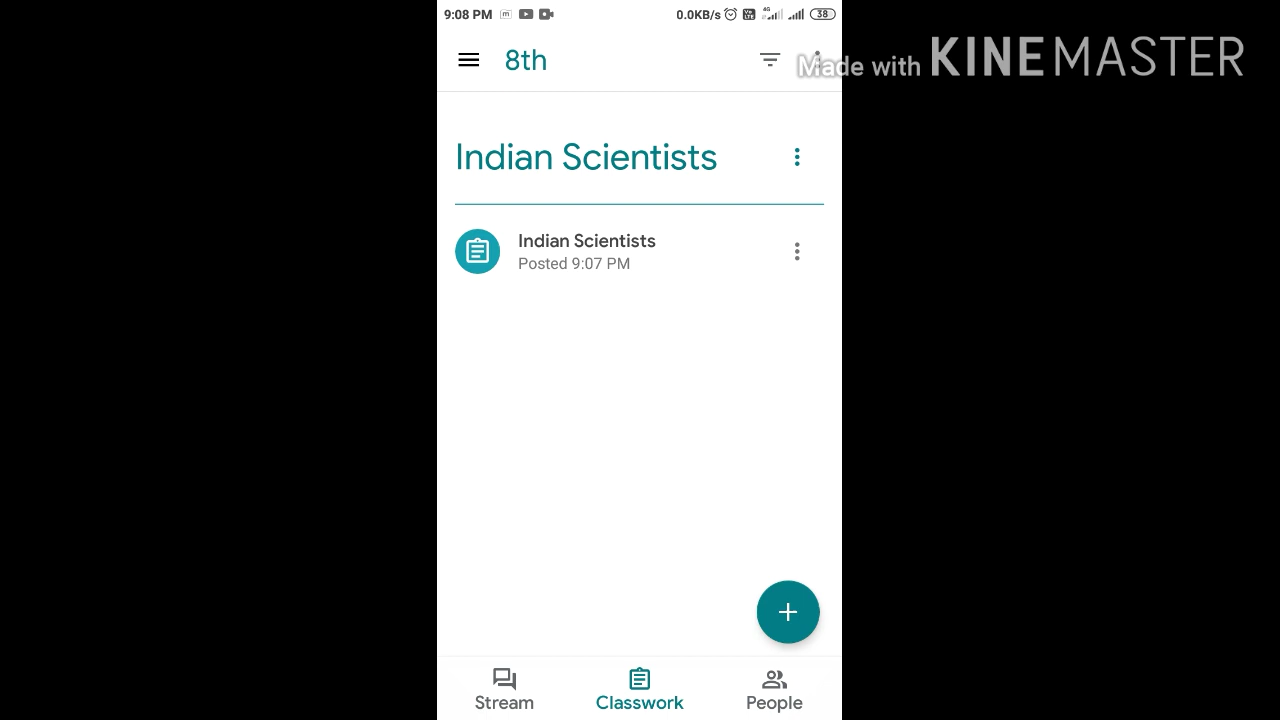 9:08 PM
0.0KB/s
4G
38
8th
Made with KINEMASTER
Indian Scientists
Indian Scientists
Posted 9:07 PM
Stream
Classwork
People